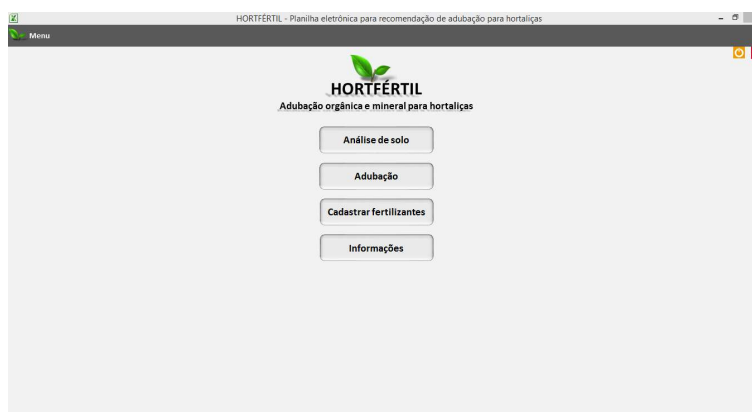 HORTFÉRTIL - Planilha eletrônica para recomendação de adubação para hortaliças
Menu
HORTFÉRTIL
Adubação orgânica e mineral para hortaliças
Análise de solo
Adubação
Cadastrar fertilizantes
Informações